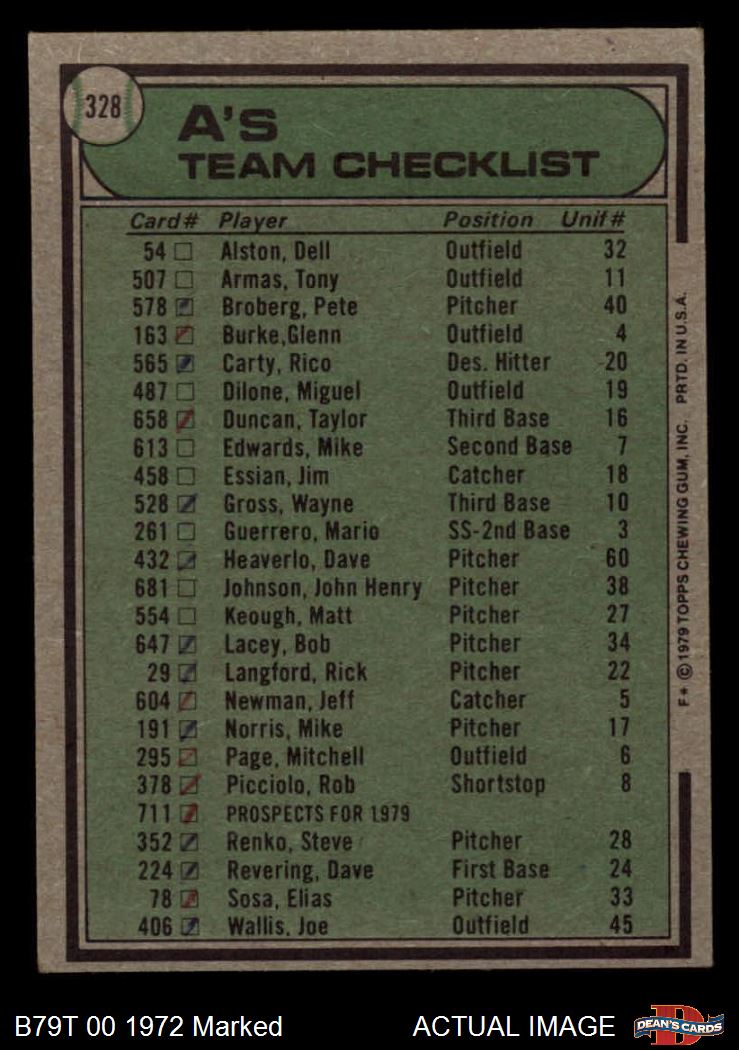 328
A'S
TEAM CHECKLIST
Card# Player Position Unif#
54 Alston, Dell Outfield 32
507 Armas, Tony Outfield 11
578 Broberg, Pete Pitcher 40
163 Burke,Glenn Outfield 4
565 Carty, Rico Des. Hitter 20
487 Dilone, Miguel Outfield 19
658 Duncan, Taylor Third Base 16
613 Edwards, Mike Second Base 7
458 Essian, Jim Catcher 18
528 Gross, Wayne Third Base 10
261 Guerrero, Mario SS-2nd Base 3
432 Heaverlo, Dave Pitcher 60
681 Johnson, John Henry Pitcher 38
554 Keough, Matt Pitcher 27
647 Lacey, Bob Pitcher 34
29 Langford, Rick Pitcher 22
604 Newman, Jeff Catcher 5
191 Norris, Mike Pitcher 17
295 Page, Mitchell Outfield 6
378 Picciolo, Rob Shortstop 8
711 PROSPECTS FOR 1979
352 Renko, Steve Pitcher 28
224 Revering, Dave First Base 24
78 Sosa, Elias Pitcher 33
406 Wallis, Joe Outfield 45
F* © 1979 TOPPS CHEWING GUM, INC. PRTD. IN U.S.A.
B79T 00 1972 Marked ACTUAL IMAGE
D
DEAN'S CARDS